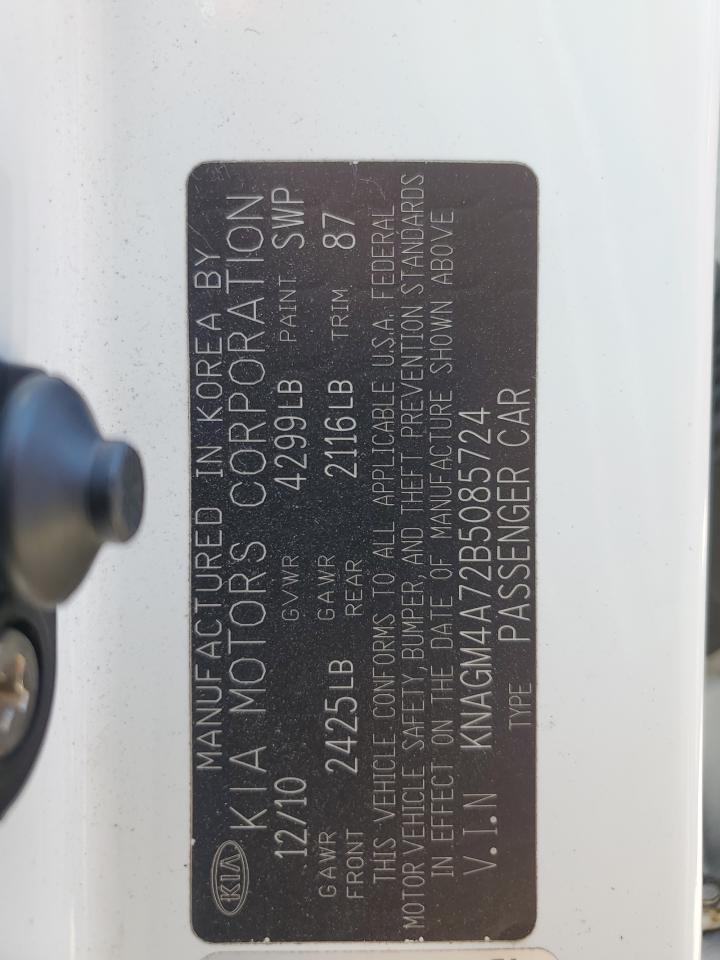 MANUFACTURED IN KOREA BY
KIA KIA MOTORS CORPORATION
12/10 GVWR 4299LB PAINT SWP
GAWR FRONT 2425LB GAWR REAR 2116LB TRIM 87
THIS VEHICLE CONFORMS TO ALL APPLICABLE U.S.A. FEDERAL
MOTOR VEHICLE SAFETY, BUMPER, AND THEFT PREVENTION STANDARDS
IN EFFECT ON THE DATE OF MANUFACTURE SHOWN ABOVE
V.I.N KNAGM4A72B5085724
TYPE PASSENGER CAR